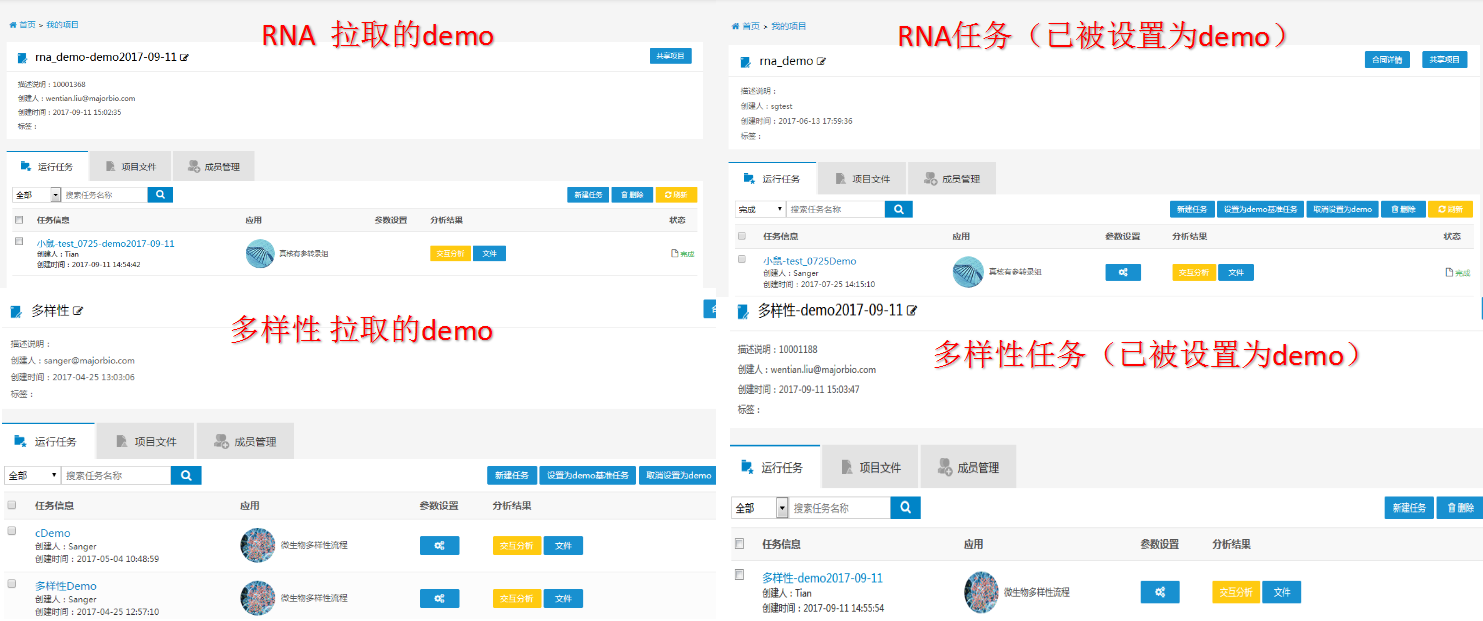 首页 > 我的项目
RNA 拉取的demo
rna_demo-demo2017-09-11
共享项目
描述说明：10001368
创建人：wentian.liu@majorbio.com
创建时间：2017-09-11 15:02:35
标签：
运行任务 项目文件 成员管理
全部 搜索任务名称 新建任务 删除 刷新
任务信息 应用 参数设置 分析结果 状态
小鼠-test_0725-demo2017-09-11
创建人：Tian
创建时间：2017-09-11 14:54:42
真核有参转录组 交互分析 文件 完成
首页 > 我的项目
RNA任务（已被设置为demo）
rna_demo
合同详情 共享项目
描述说明：
创建人：sgtest
创建时间：2017-06-13 17:59:36
标签：
运行任务 项目文件 成员管理
完成 搜索任务名称 新建任务 设置为demo基准任务 取消设置为demo 删除 刷新
任务信息 应用 参数设置 分析结果 状态
小鼠-test_0725Demo
创建人：Sanger
创建时间：2017-07-25 14:15:10
真核有参转录组 交互分析 文件 完成
多样性
多样性 拉取的demo
描述说明：
创建人：sanger@majorbio.com
创建时间：2017-04-25 13:03:06
标签：
运行任务 项目文件 成员管理
全部 搜索任务名称 新建任务 设置为demo基准任务 取消设置为demo
任务信息 应用 参数设置 分析结果
cDemo
创建人：Sanger
创建时间：2017-05-04 10:48:59
微生物多样性流程 交互分析 文件
多样性Demo
创建人：Sanger
创建时间：2017-04-25 12:57:10
微生物多样性流程 交互分析 文件
多样性-demo2017-09-11
多样性任务（已被设置为demo）
描述说明：10001188
创建人：wentian.liu@majorbio.com
创建时间：2017-09-11 15:03:47
标签：
运行任务 项目文件 成员管理
全部 搜索任务名称 新建任务 删除
任务信息 应用 参数设置 分析结果
多样性-demo2017-09-11
创建人：Tian
创建时间：2017-09-11 14:55:54
微生物多样性流程 交互分析 文件